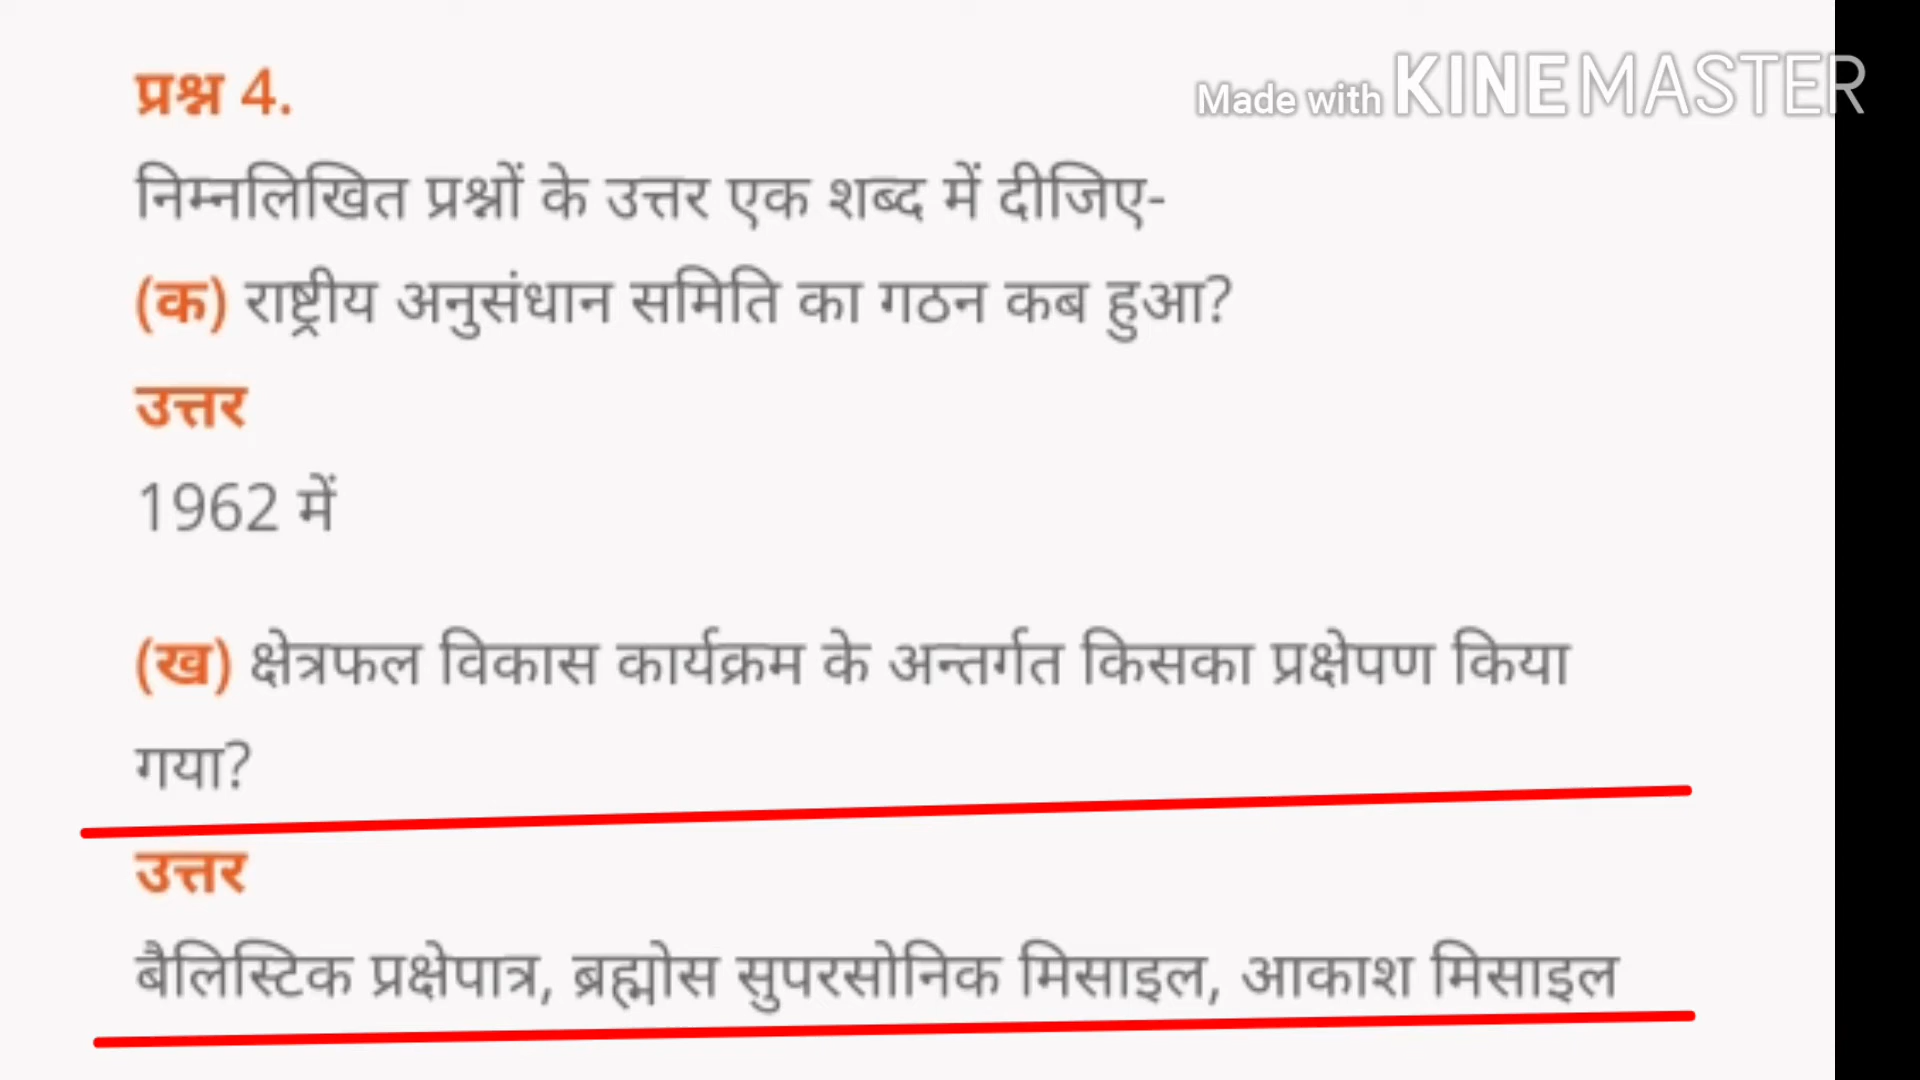 प्रश्न 4.
Made with KINEMASTER
निम्नलिखित प्रश्नों के उत्तर एक शब्द में दीजिए-
(क) राष्ट्रीय अनुसंधान समिति का गठन कब हुआ?
उत्तर
1962 में
(ख) क्षेत्रफल विकास कार्यक्रम के अन्तर्गत किसका प्रक्षेपण किया
गया?
उत्तर
बैलिस्टिक प्रक्षेपात्र, ब्रह्मोस सुपरसोनिक मिसाइल, आकाश मिसाइल